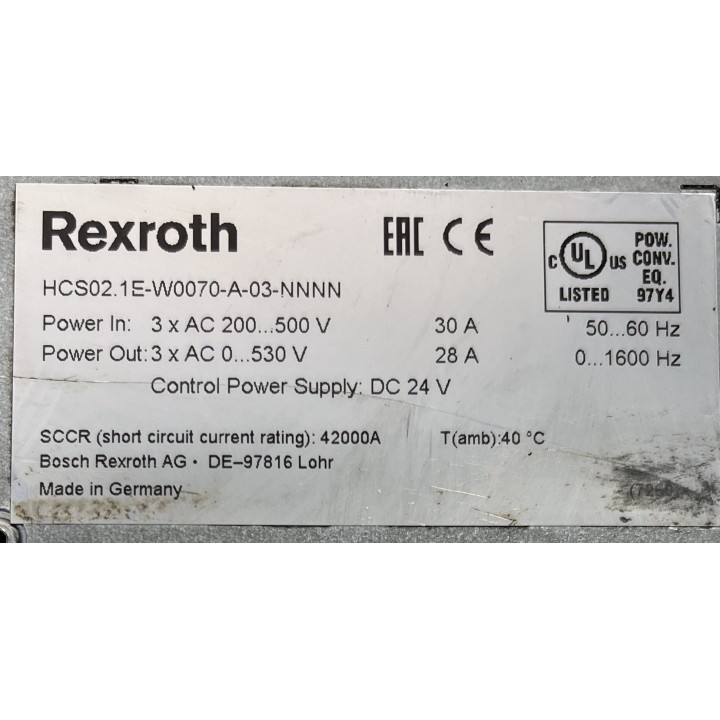 Rexroth
EAC CE
HCS02.1E-W0070-A-03-NNNN
c UL us
LISTED
POW.
CONV.
EQ.
97Y4
Power In: 3 x AC 200...500 V 30 A 50...60 Hz
Power Out: 3 x AC 0...530 V 28 A 0...1600 Hz
Control Power Supply: DC 24 V
SCCR (short circuit current rating): 42000A T(amb):40 °C
Bosch Rexroth AG · DE–97816 Lohr
Made in Germany